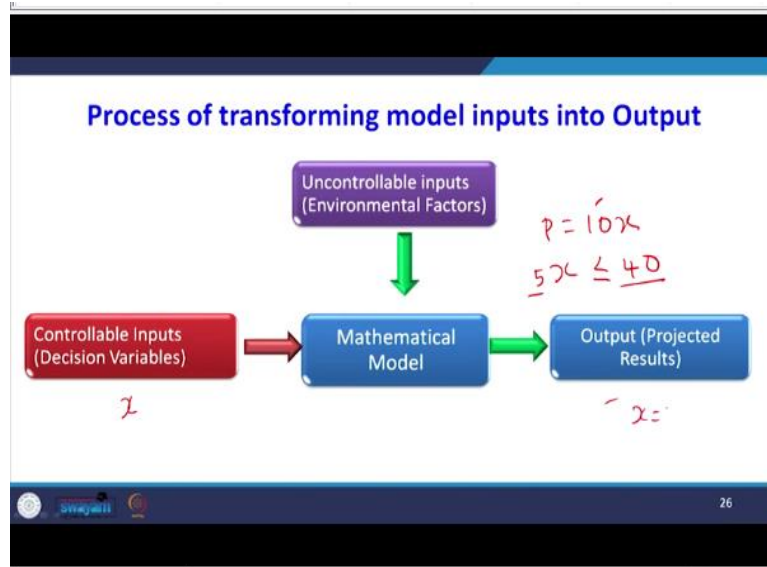 Process of transforming model inputs into Output
Uncontrollable inputs
(Environmental Factors)
P = 10x
5x ≤ 40
Controllable Inputs
(Decision Variables)
Mathematical
Model
Output (Projected
Results)
x
x=
swayam
26